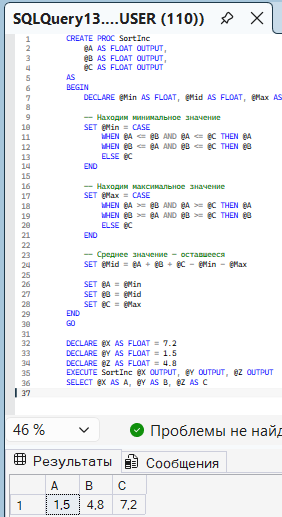 SQLQuery13....USER (110))
1 CREATE PROC SortInc
2 @A AS FLOAT OUTPUT,
3 @B AS FLOAT OUTPUT,
4 @C AS FLOAT OUTPUT
5 AS
6 BEGIN
7 DECLARE @Min AS FLOAT, @Mid AS FLOAT, @Max AS
8
9 -- Находим минимальное значение
10 SET @Min = CASE
11 WHEN @A <= @B AND @A <= @C THEN @A
12 WHEN @B <= @A AND @B <= @C THEN @B
13 ELSE @C
14 END
15
16 -- Находим максимальное значение
17 SET @Max = CASE
18 WHEN @A >= @B AND @A >= @C THEN @A
19 WHEN @B >= @A AND @B >= @C THEN @B
20 ELSE @C
21 END
22
23 -- Среднее значение – оставшееся
24 SET @Mid = @A + @B + @C - @Min - @Max
25
26 SET @A = @Min
27 SET @B = @Mid
28 SET @C = @Max
29 END
30 GO
31
32 DECLARE @X AS FLOAT = 7.2
33 DECLARE @Y AS FLOAT = 1.5
34 DECLARE @Z AS FLOAT = 4.8
35 EXECUTE SortInc @X OUTPUT, @Y OUTPUT, @Z OUTPUT
36 SELECT @X AS A, @Y AS B, @Z AS C
37
46 % Проблемы не найд
Результаты Сообщения
A B C
1 1,5 4,8 7,2